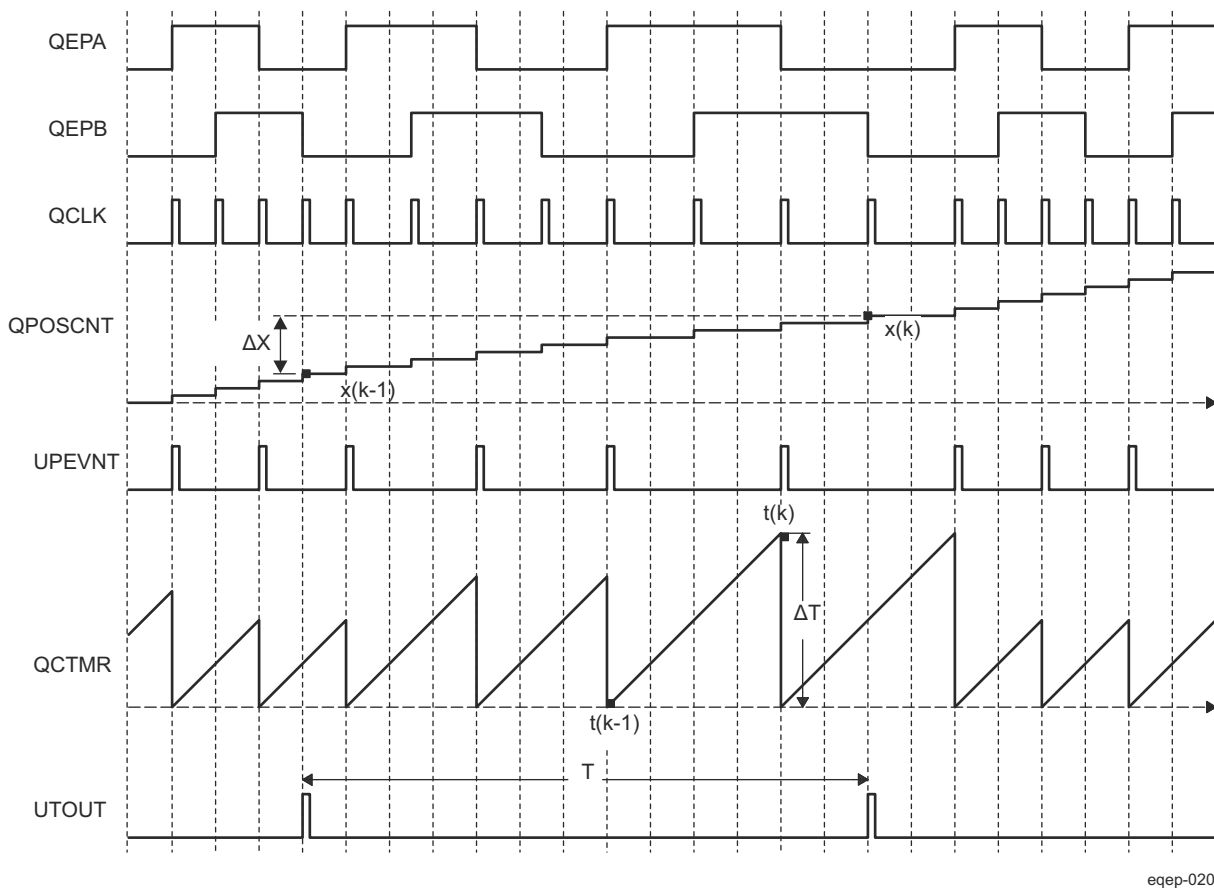 QEPA
QEPB
QCLK
QPOSCNT
ΔX
x(k-1)
x(k)
UPEVNT
t(k)
ΔT
QCTMR
t(k-1)
T
UTOUT
eqep-020